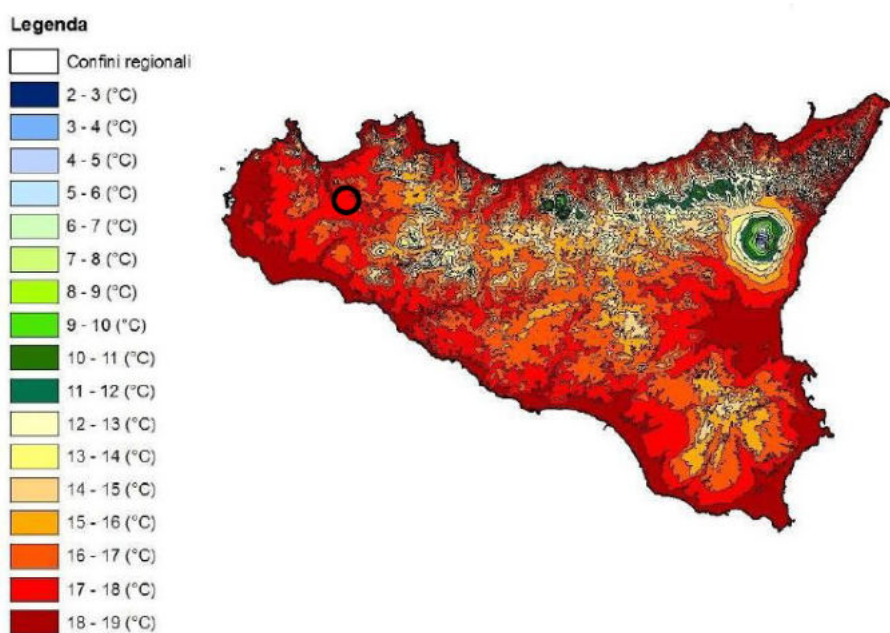 Legenda
Confini regionali
2 - 3 (°C)
3 - 4 (°C)
4 - 5 (°C)
5 - 6 (°C)
6 - 7 (°C)
7 - 8 (°C)
8 - 9 (°C)
9 - 10 (°C)
10 - 11 (°C)
11 - 12 (°C)
12 - 13 (°C)
13 - 14 (°C)
14 - 15 (°C)
15 - 16 (°C)
16 - 17 (°C)
17 - 18 (°C)
18 - 19 (°C)